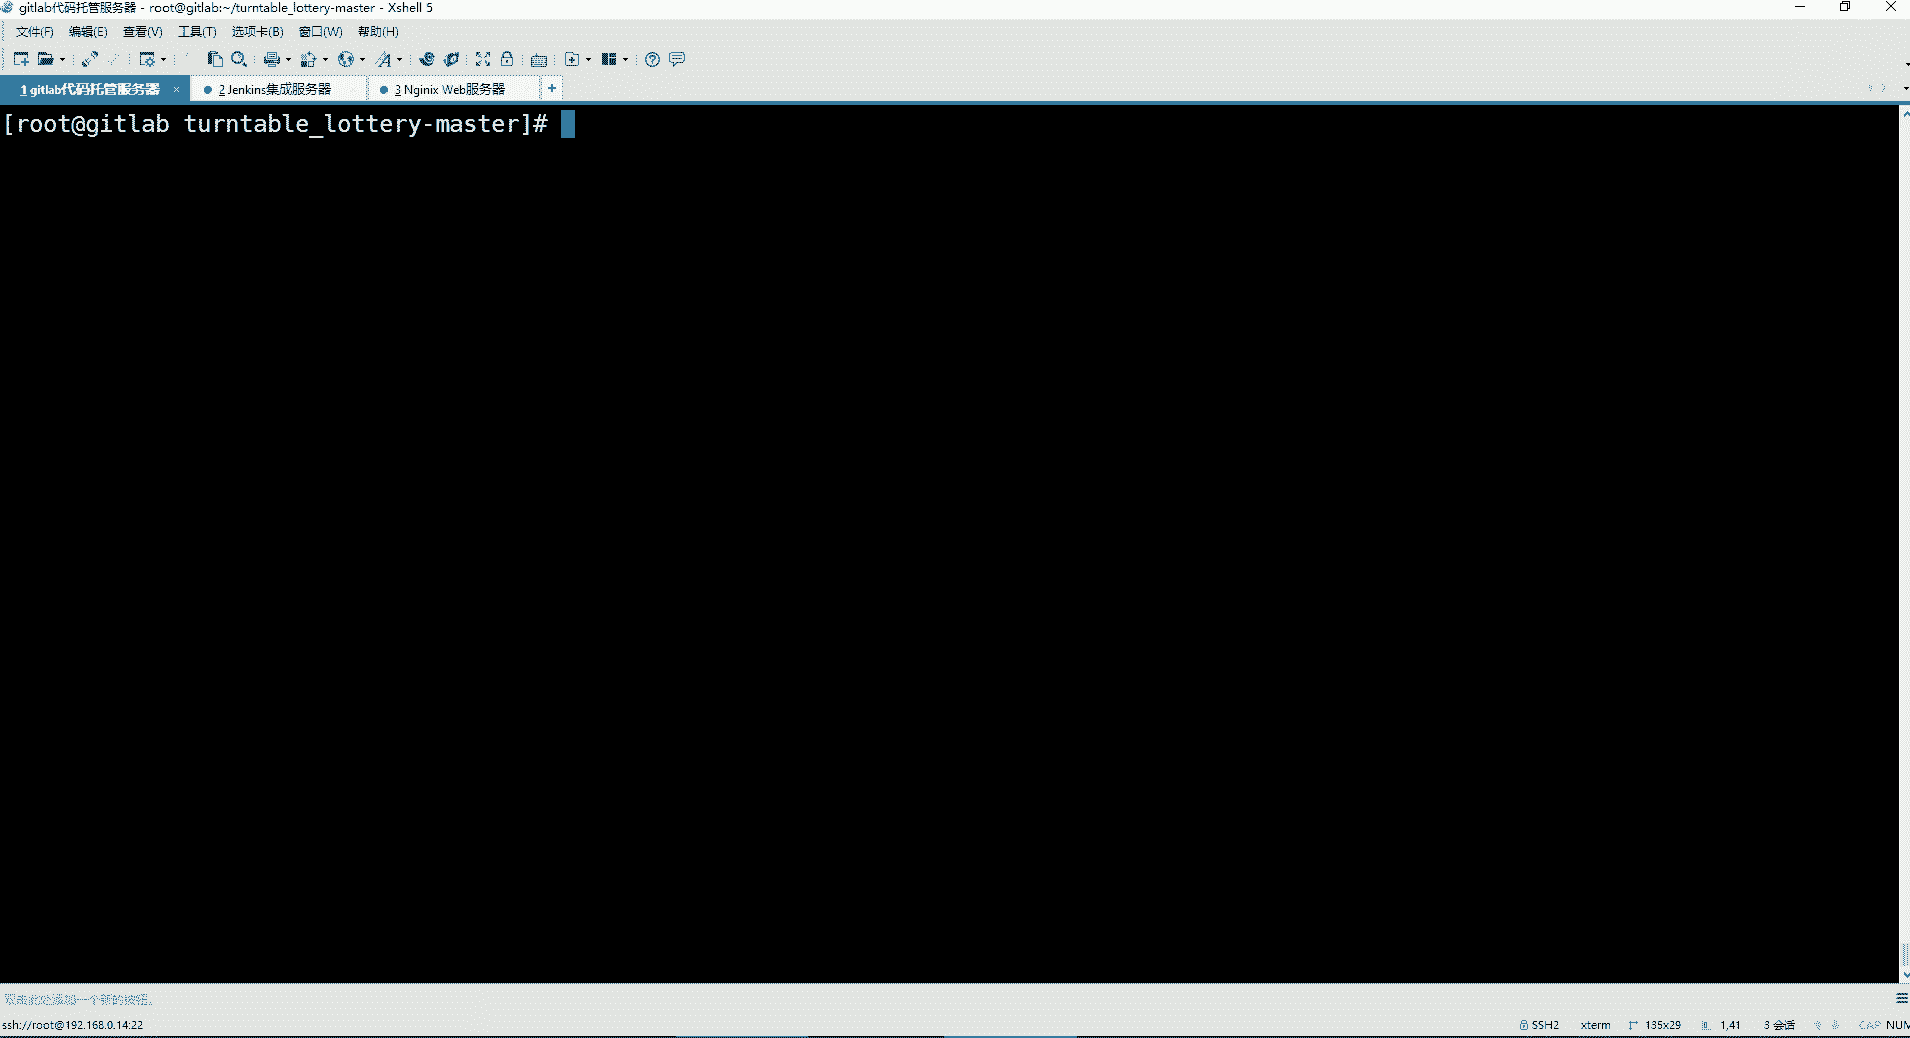 gitlab代码托管服务器 - root@gitlab:~/turntable_lottery-master - Xshell 5
文件(F) 编辑(E) 查看(V) 工具(T) 选项卡(B) 窗口(W) 帮助(H)
1 gitlab代码托管服务器 × 2 Jenkins集成服务器 3 Nginix Web服务器 +
[root@gitlab turntable_lottery-master]#
双击此处添加一个新的按钮。
ssh://root@192.168.0.14:22 SSH2 xterm 135x29 1,41 3 会话 CAP NUM